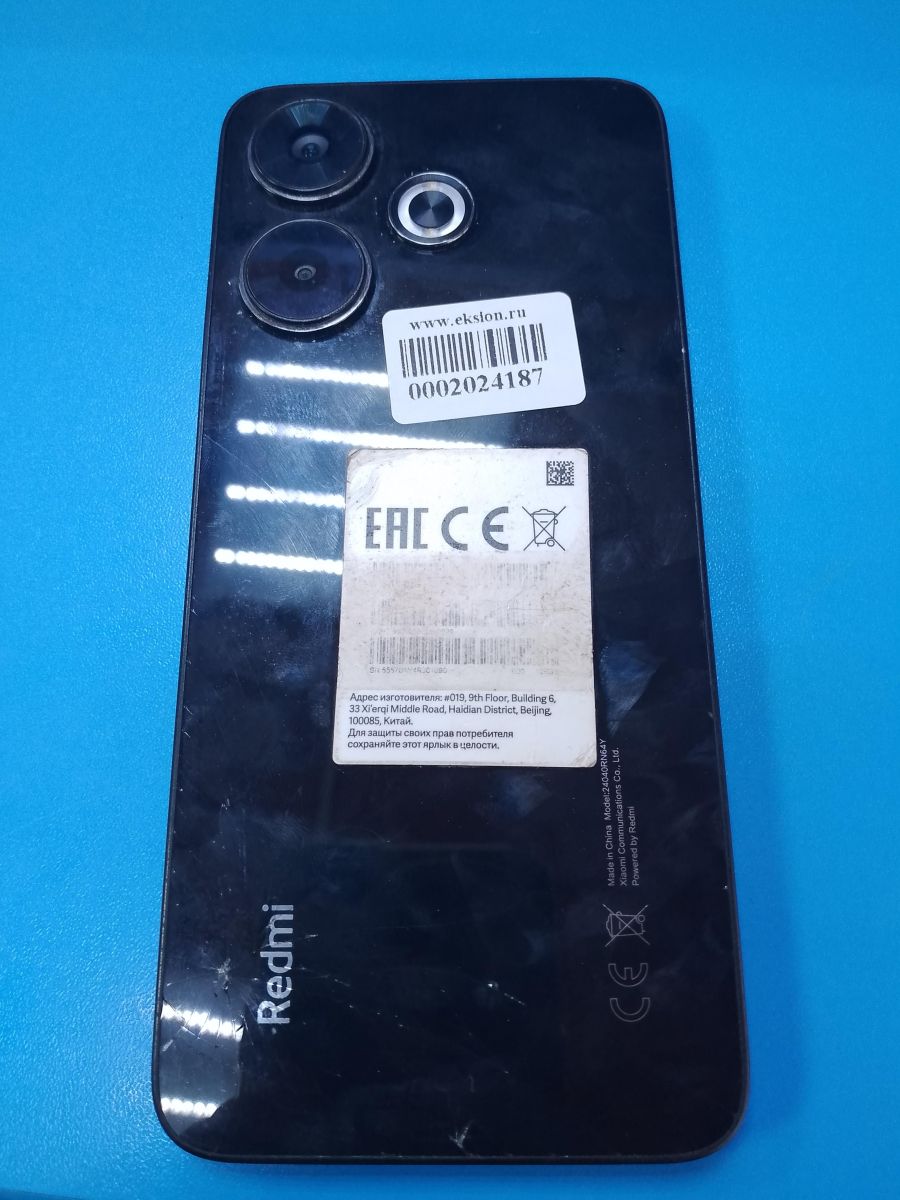 www.eksion.ru
0002024187
EAC CE
Адрес изготовителя: #019, 9th Floor, Building 6,
33 Xi'erqi Middle Road, Haidian District, Beijing,
100085, Китай.
Для защиты своих прав потребителя
сохраняйте этот ярлык в целости.
Made in China Model:24040RN64Y
Xiaomi Communications Co., Ltd.
Powered by Redmi
CE
Redmi